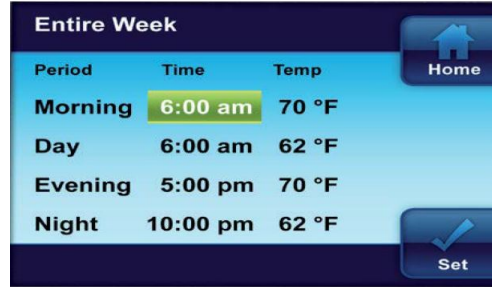 Entire Week
Home
Period Time Temp
Morning 6:00 am 70 °F
Day 6:00 am 62 °F
Evening 5:00 pm 70 °F
Night 10:00 pm 62 °F
Set